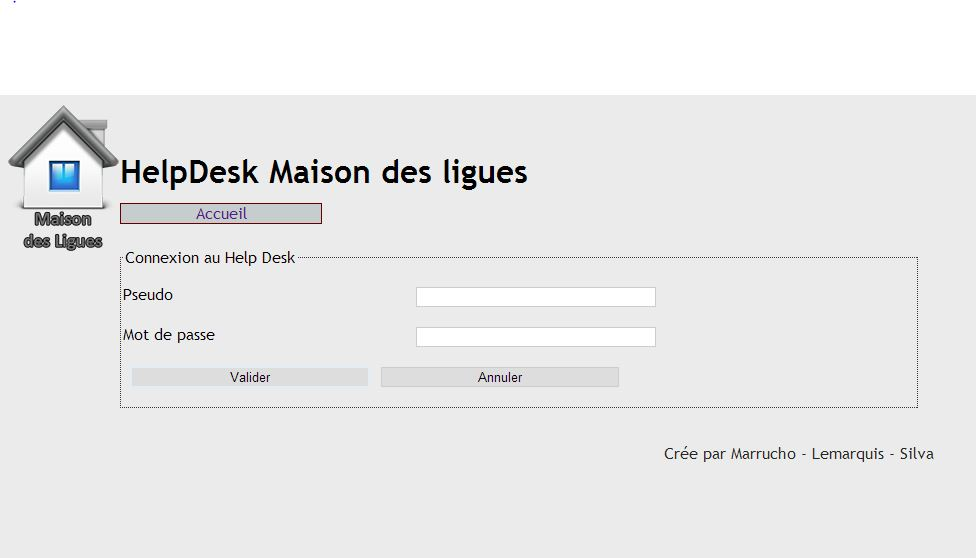 HelpDesk Maison des ligues
Maison
des Ligues
Accueil
Connexion au Help Desk
Pseudo
Mot de passe
Valider Annuler
Crée par Marrucho - Lemarquis - Silva